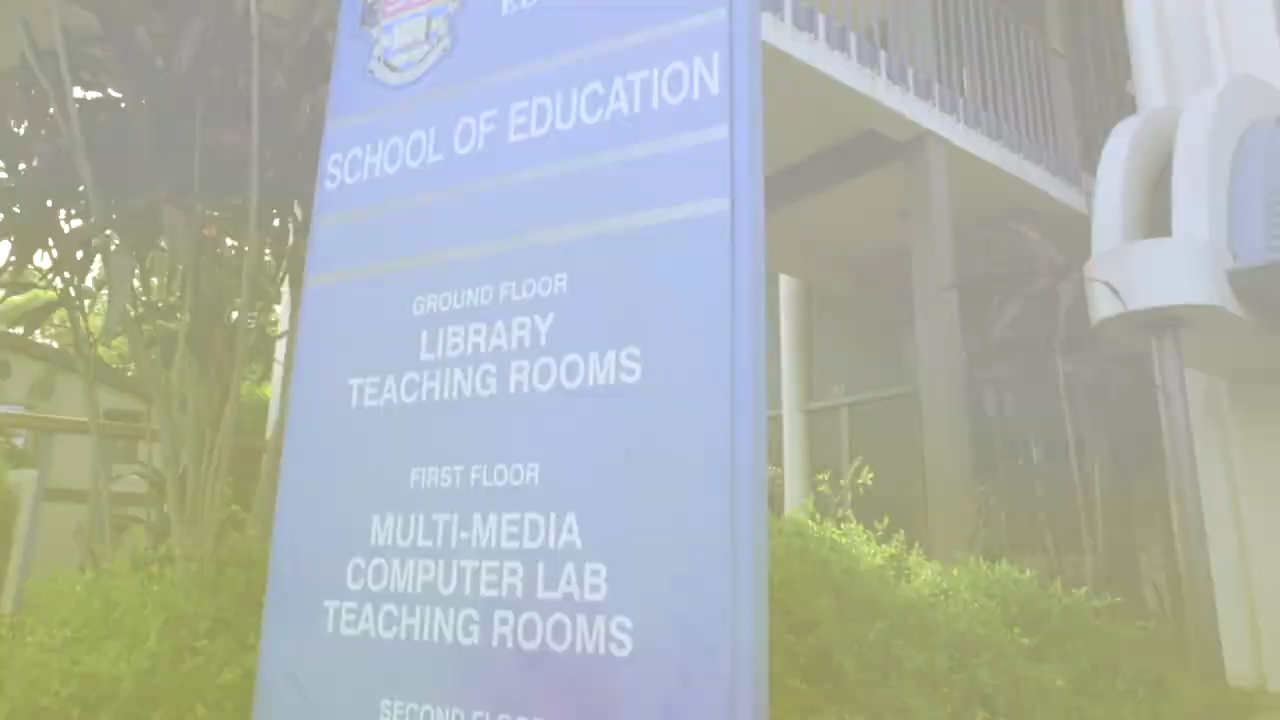 SCHOOL OF EDUCATION
GROUND FLOOR
LIBRARY
TEACHING ROOMS
FIRST FLOOR
MULTI-MEDIA
COMPUTER LAB
TEACHING ROOMS
SECOND FLOOR